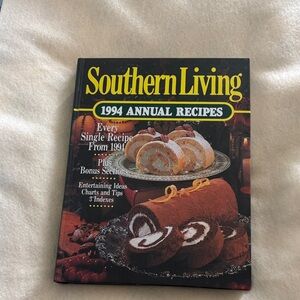 Southern Living
1994 ANNUAL RECIPES
Every
Single Recipe
From 1994
Plus
Bonus Section
Entertaining Ideas
Charts and Tips
3 Indexes